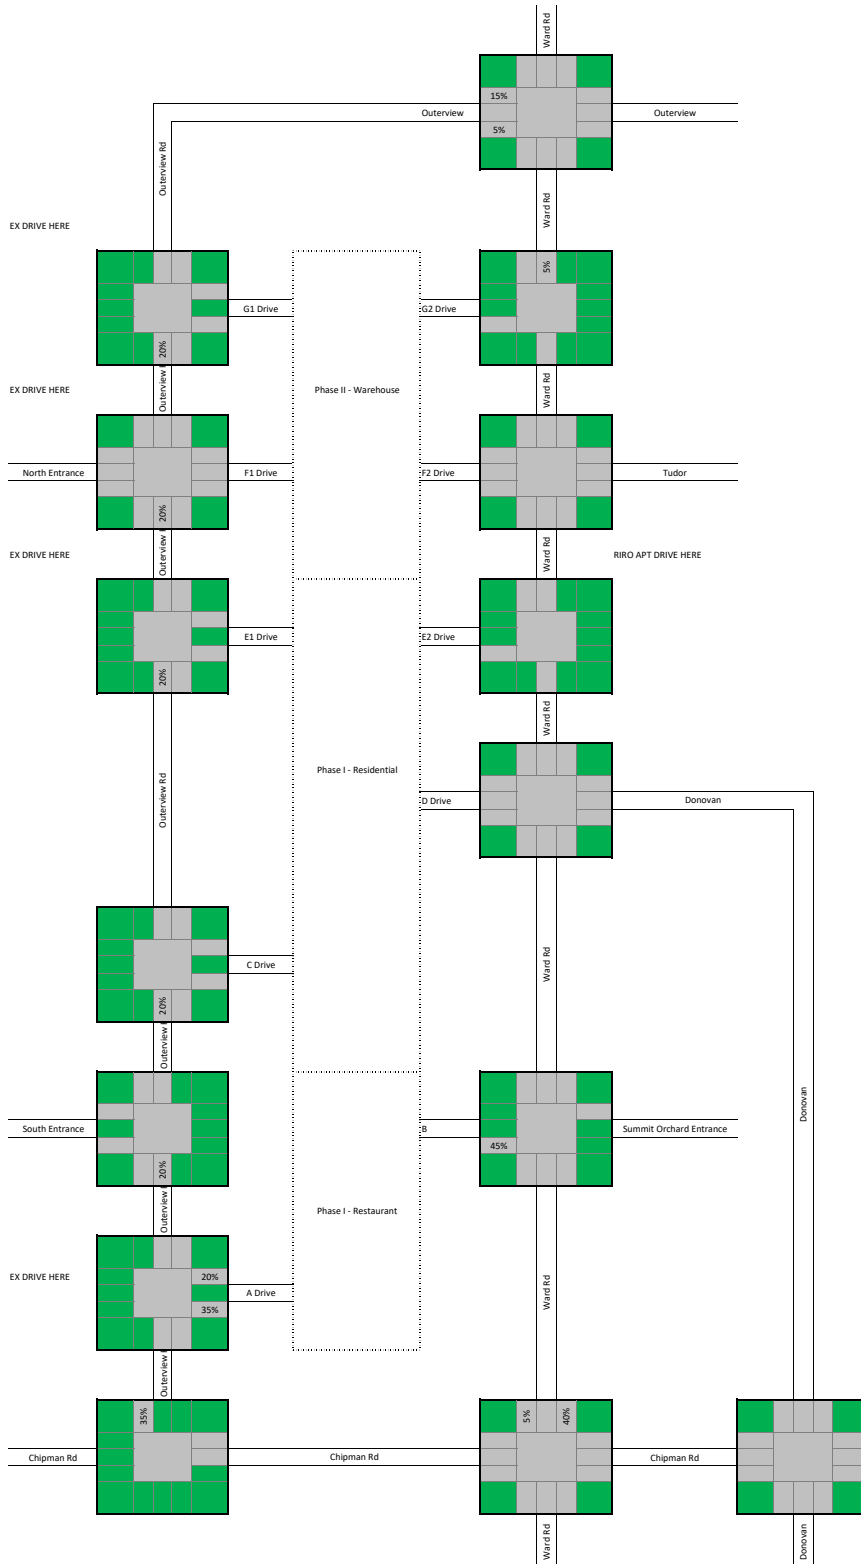 Ward Rd
15%
Outerview
Outerview
5%
Outerview Rd
Ward Rd
EX DRIVE HERE
5%
G1 Drive
G2 Drive
20%
EX DRIVE HERE
Outerview R
Phase II - Warehouse
Ward Rd
North Entrance
F1 Drive
F2 Drive
Tudor
20%
EX DRIVE HERE
Outerview R
Ward Rd
RIRO APT DRIVE HERE
E1 Drive
E2 Drive
20%
Ward Rd
Phase I - Residential
Outerview Rd
D Drive
Donovan
C Drive
Ward Rd
20%
Outerview R
South Entrance
B
Summit Orchard Entrance
Donovan
45%
20%
Outerview R
Phase I - Restaurant
EX DRIVE HERE
20%
A Drive
Ward Rd
35%
Outerview R
35%
5%
40%
Chipman Rd
Chipman Rd
Chipman Rd
Ward Rd
Donovan